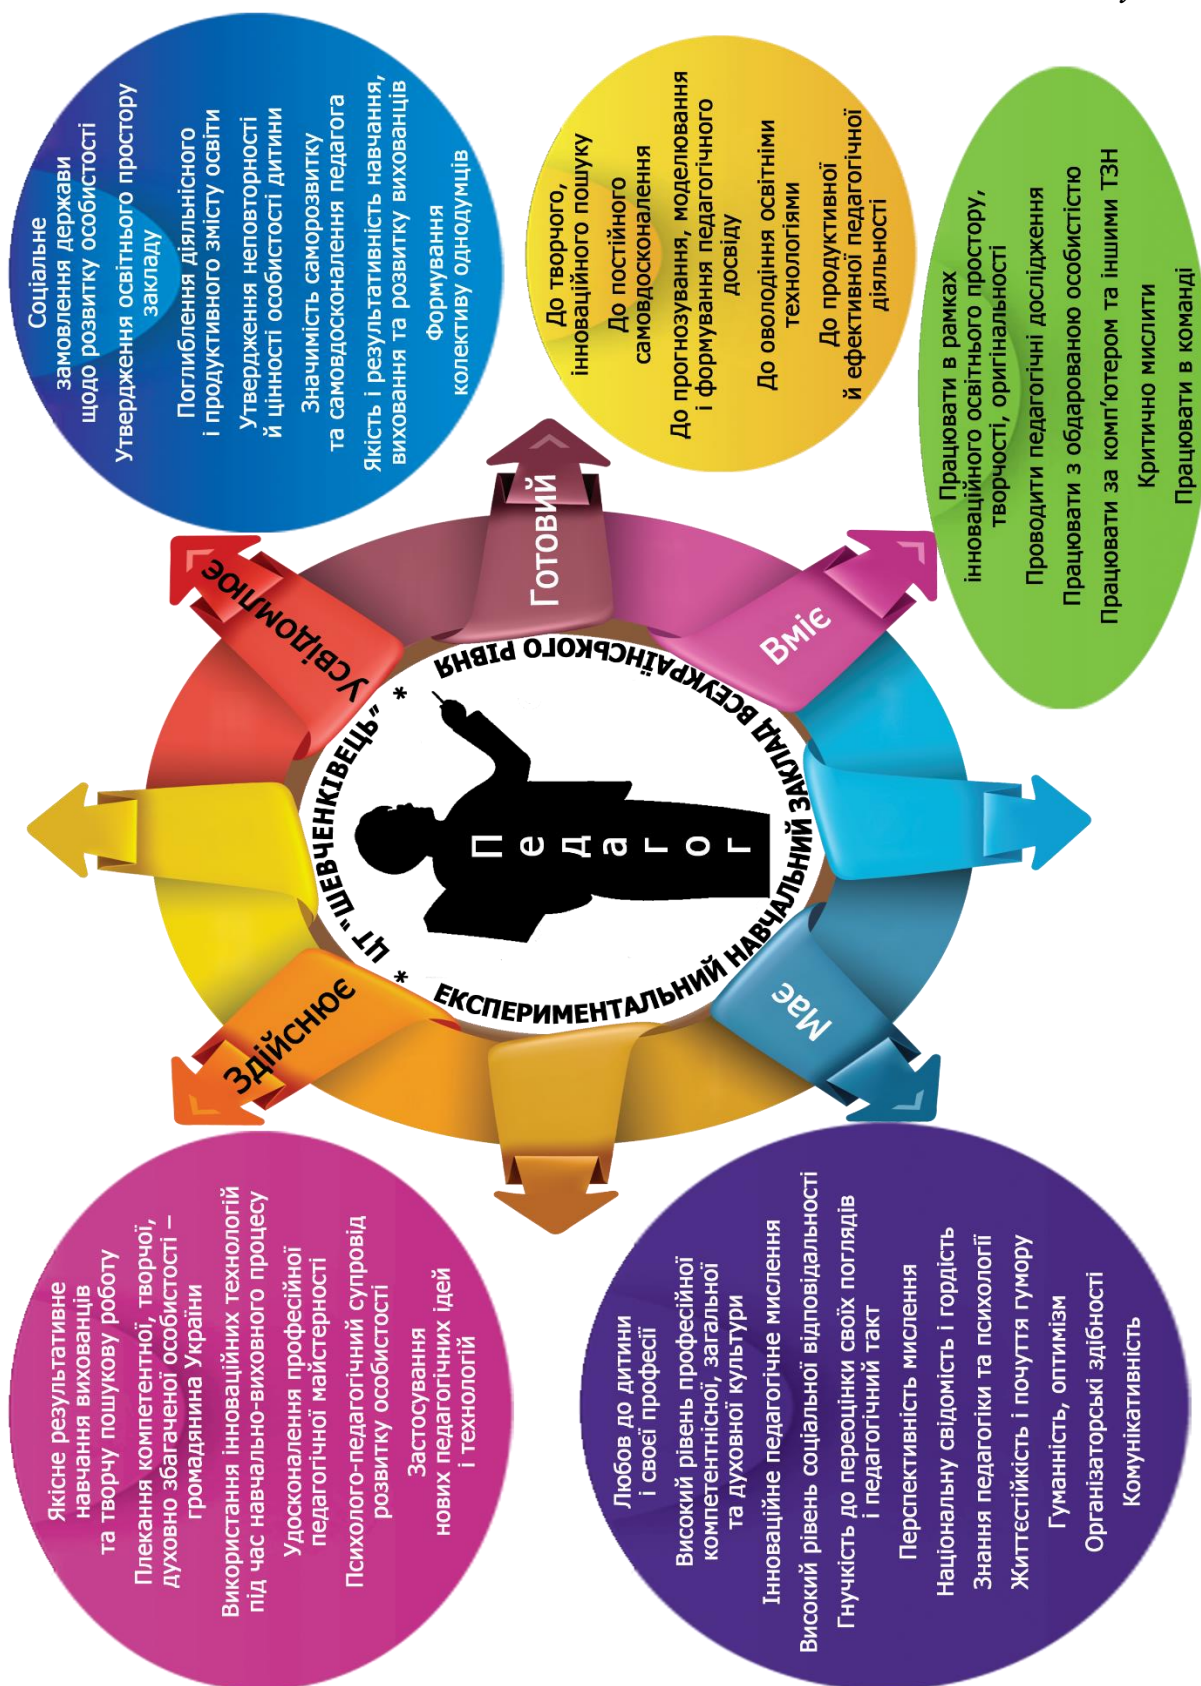 Якісне результативне
навчання вихованців
та творчу пошукову роботу
Плекання компетентної, творчої,
духовно збагаченої особистості –
громадянина України
Використання інноваційних технологій
під час навчально-виховного процесу
Удосконалення професійної
педагогічної майстерності
Психолого-педагогічний супровід
розвитку особистості
Застосування
нових педагогічних ідей
і технологій
Здійснює
Усвідомлює
Соціальне
замовлення держави
щодо розвитку особистості
Утвердження освітнього простору
закладу
Поглиблення діяльнісного
і продуктивного змісту освіти
Утвердження неповторності
й цінності особистості дитини
Значимість саморозвитку
та самовдосконалення педагога
Якість і результативність навчання,
виховання та розвитку вихованців
Формування
колективу однодумців
* ЦТ "ШЕВЧЕНКІВЕЦЬ" *
ЕКСПЕРИМЕНТАЛЬНИЙ НАВЧАЛЬНИЙ ЗАКЛАД ВСЕУКРАЇНСЬКОГО РІВНЯ
П
е
д
а
г
о
г
Готовий
До творчого,
інноваційного пошуку
До постійного
самовдосконалення
До прогнозування, моделювання
і формування педагогічного
досвіду
До оволодіння освітніми
технологіями
До продуктивної
й ефективної педагогічної
діяльності
Має
Любов до дитини
і своєї професії
Високий рівень професійної
компетентнісної, загальної
та духовної культури
Інноваційне педагогічне мислення
Високий рівень соціальної відповідальності
Гнучкість до переоцінки своїх поглядів
і педагогічний такт
Перспективність мислення
Національну свідомість і гордість
Знання педагогіки та психології
Життєстійкість і почуття гумору
Гуманність, оптимізм
Організаторські здібності
Комунікативність
Вміє
Працювати в рамках
інноваційного освітнього простору,
творчості, оригінальності
Проводити педагогічні дослідження
Працювати з обдарованою особистістю
Працювати за комп'ютером та іншими ТЗН
Критично мислити
Працювати в команді